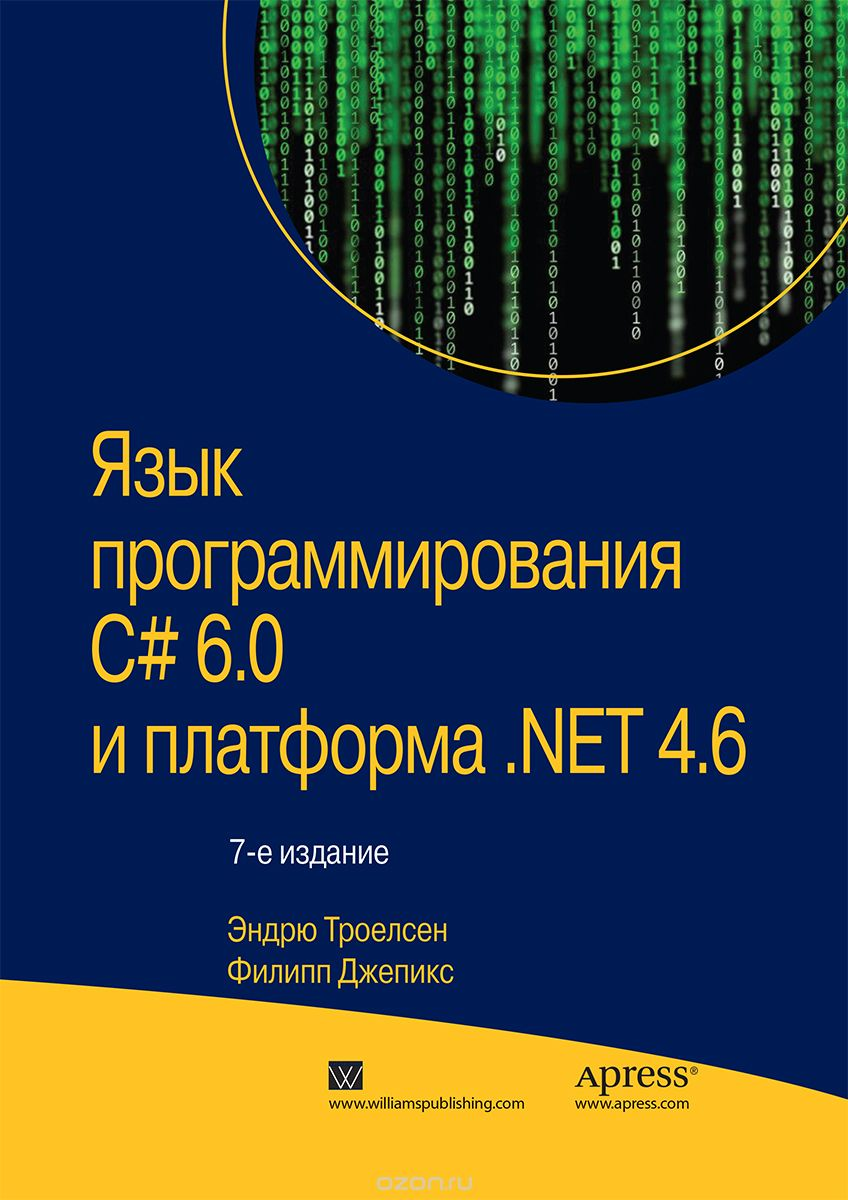 Язык
программирования
C# 6.0
и платформа .NET 4.6
7-е издание
Эндрю Троелсен
Филипп Джепикс
W
www.williamspublishing.com
Apress®
www.apress.com
ozon.ru